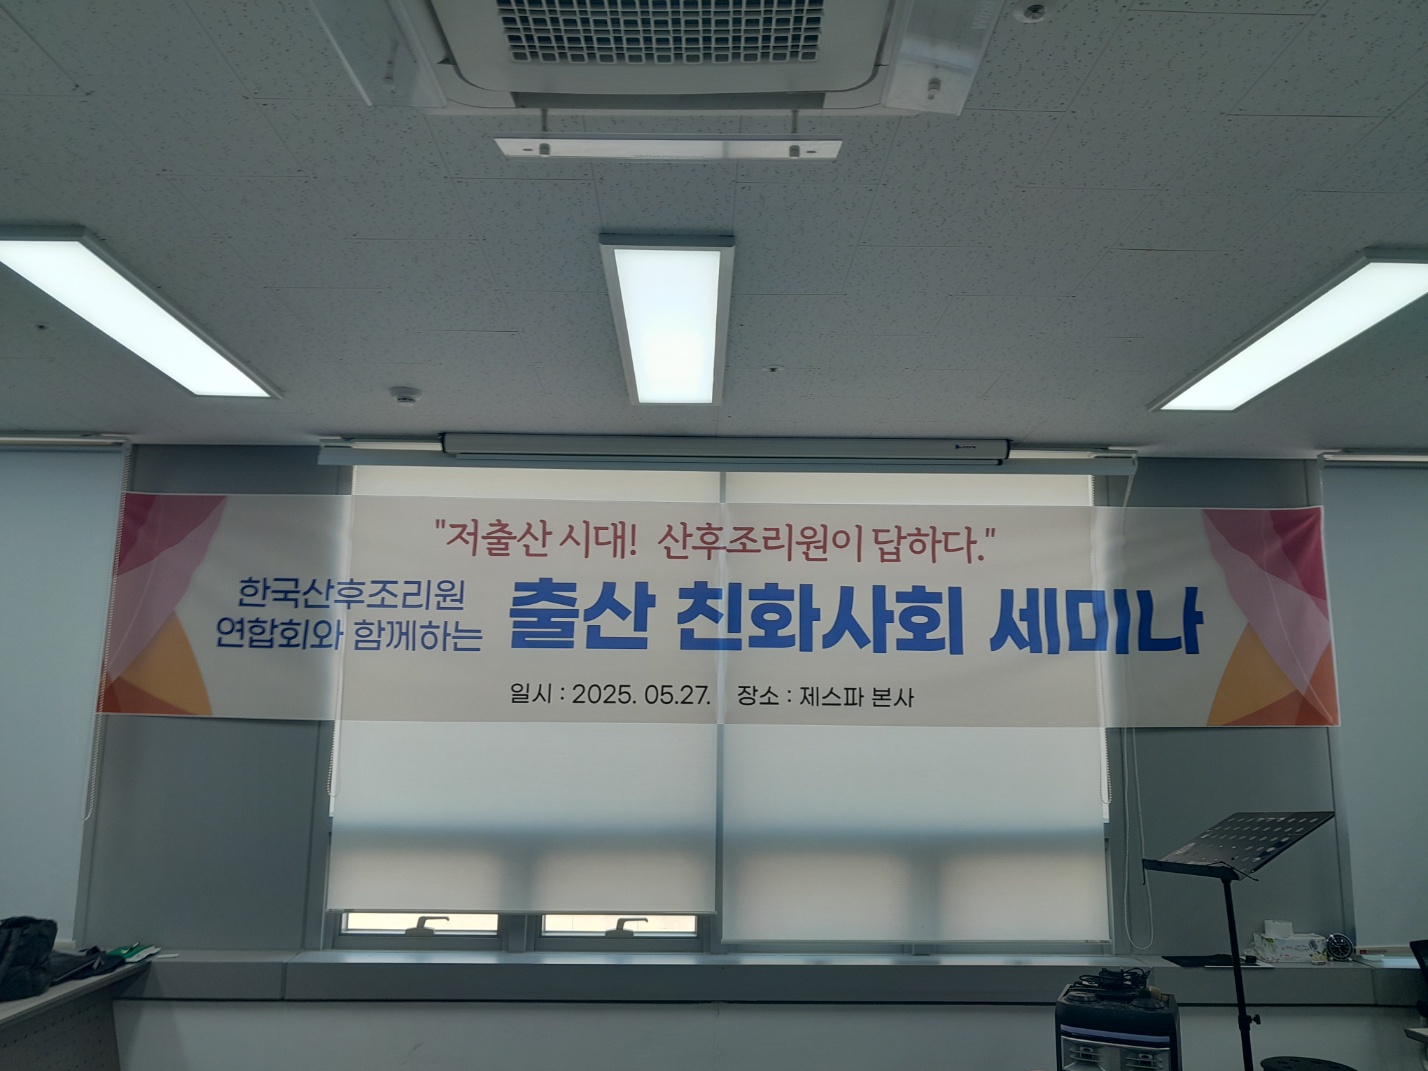 "저출산 시대! 산후조리원이 답하다."
한국산후조리원
연합회와 함께하는
출산 친화사회 세미나
일시 : 2025. 05.27. 장소 : 제스파 본사